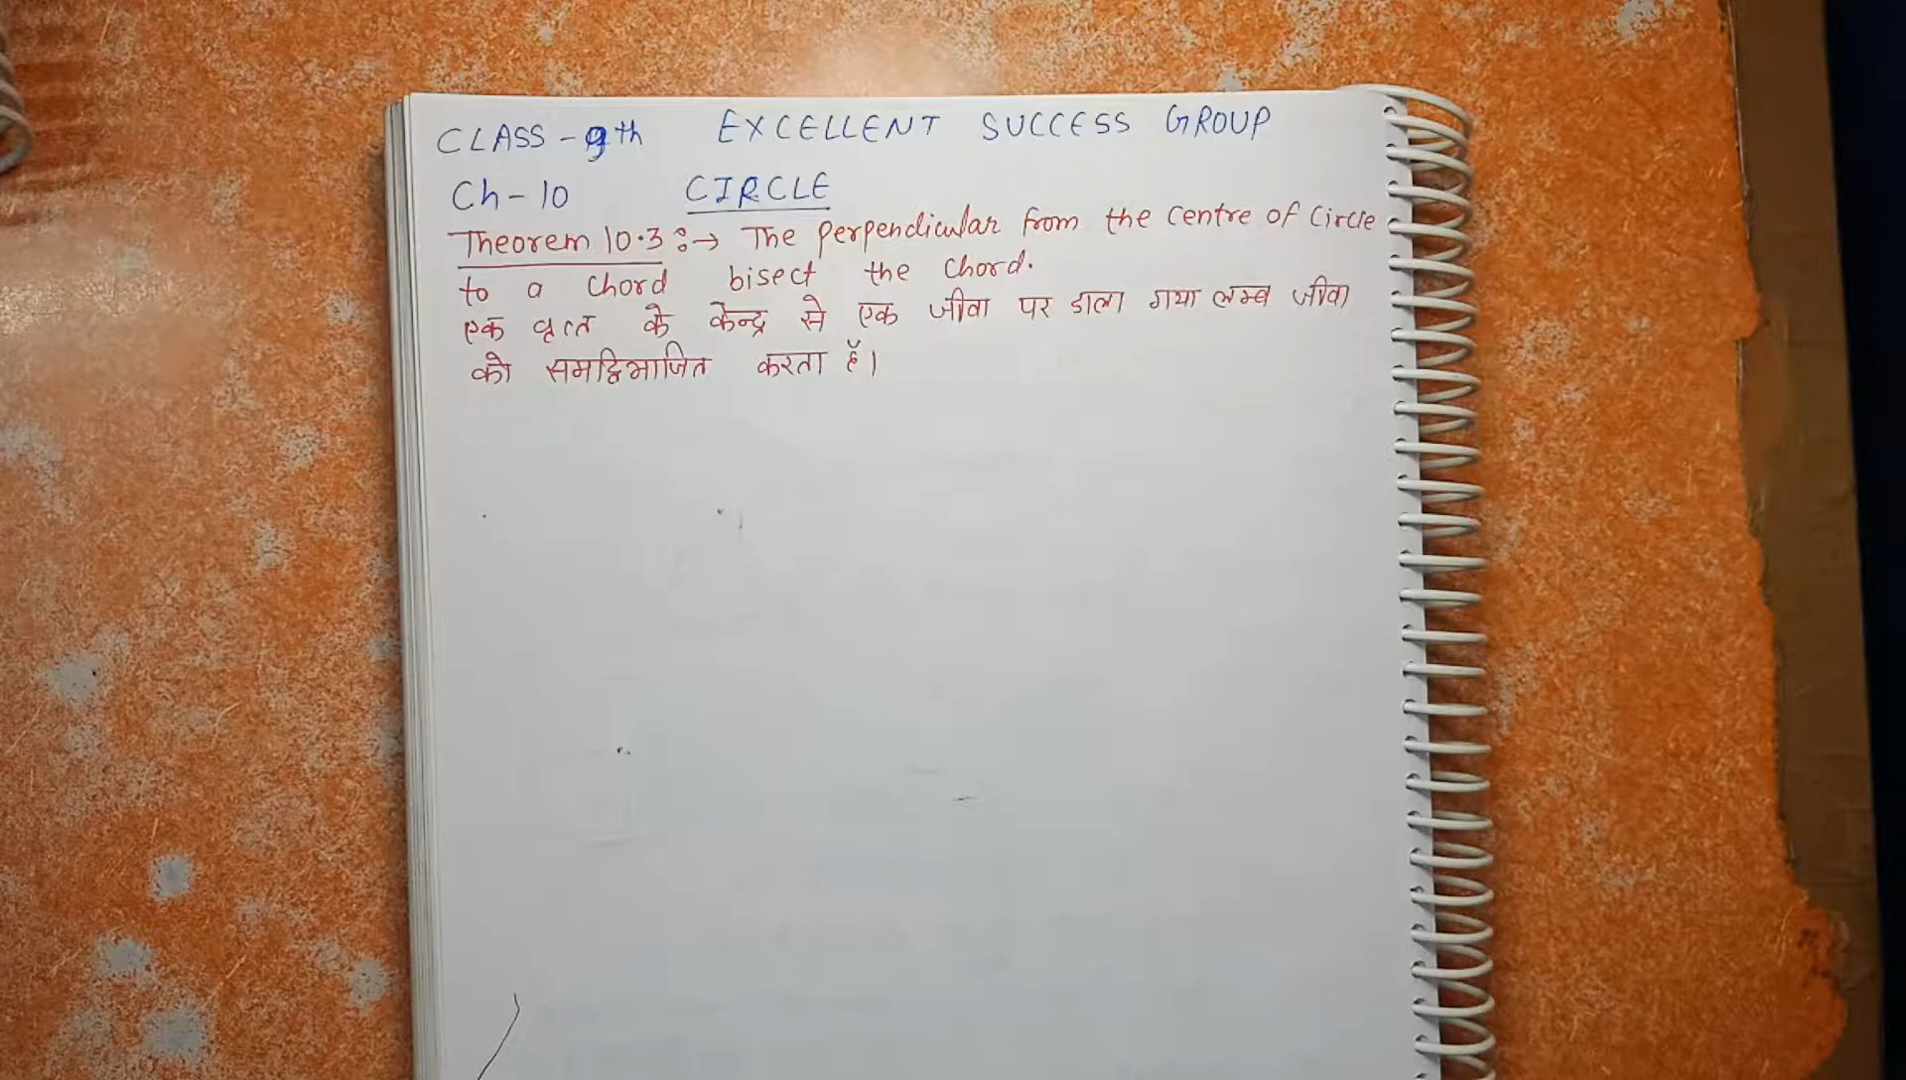 CLASS - 9th EXCELLENT SUCCESS GROUP
Ch - 10 CIRCLE
Theorem 10.3 :→ The perpendicular from the centre of circle
to a chord bisect the chord.
एक वृत्त के केन्द्र से एक जीवा पर डाला गया लम्ब जीवा
को समद्विभाजित करता हैं।